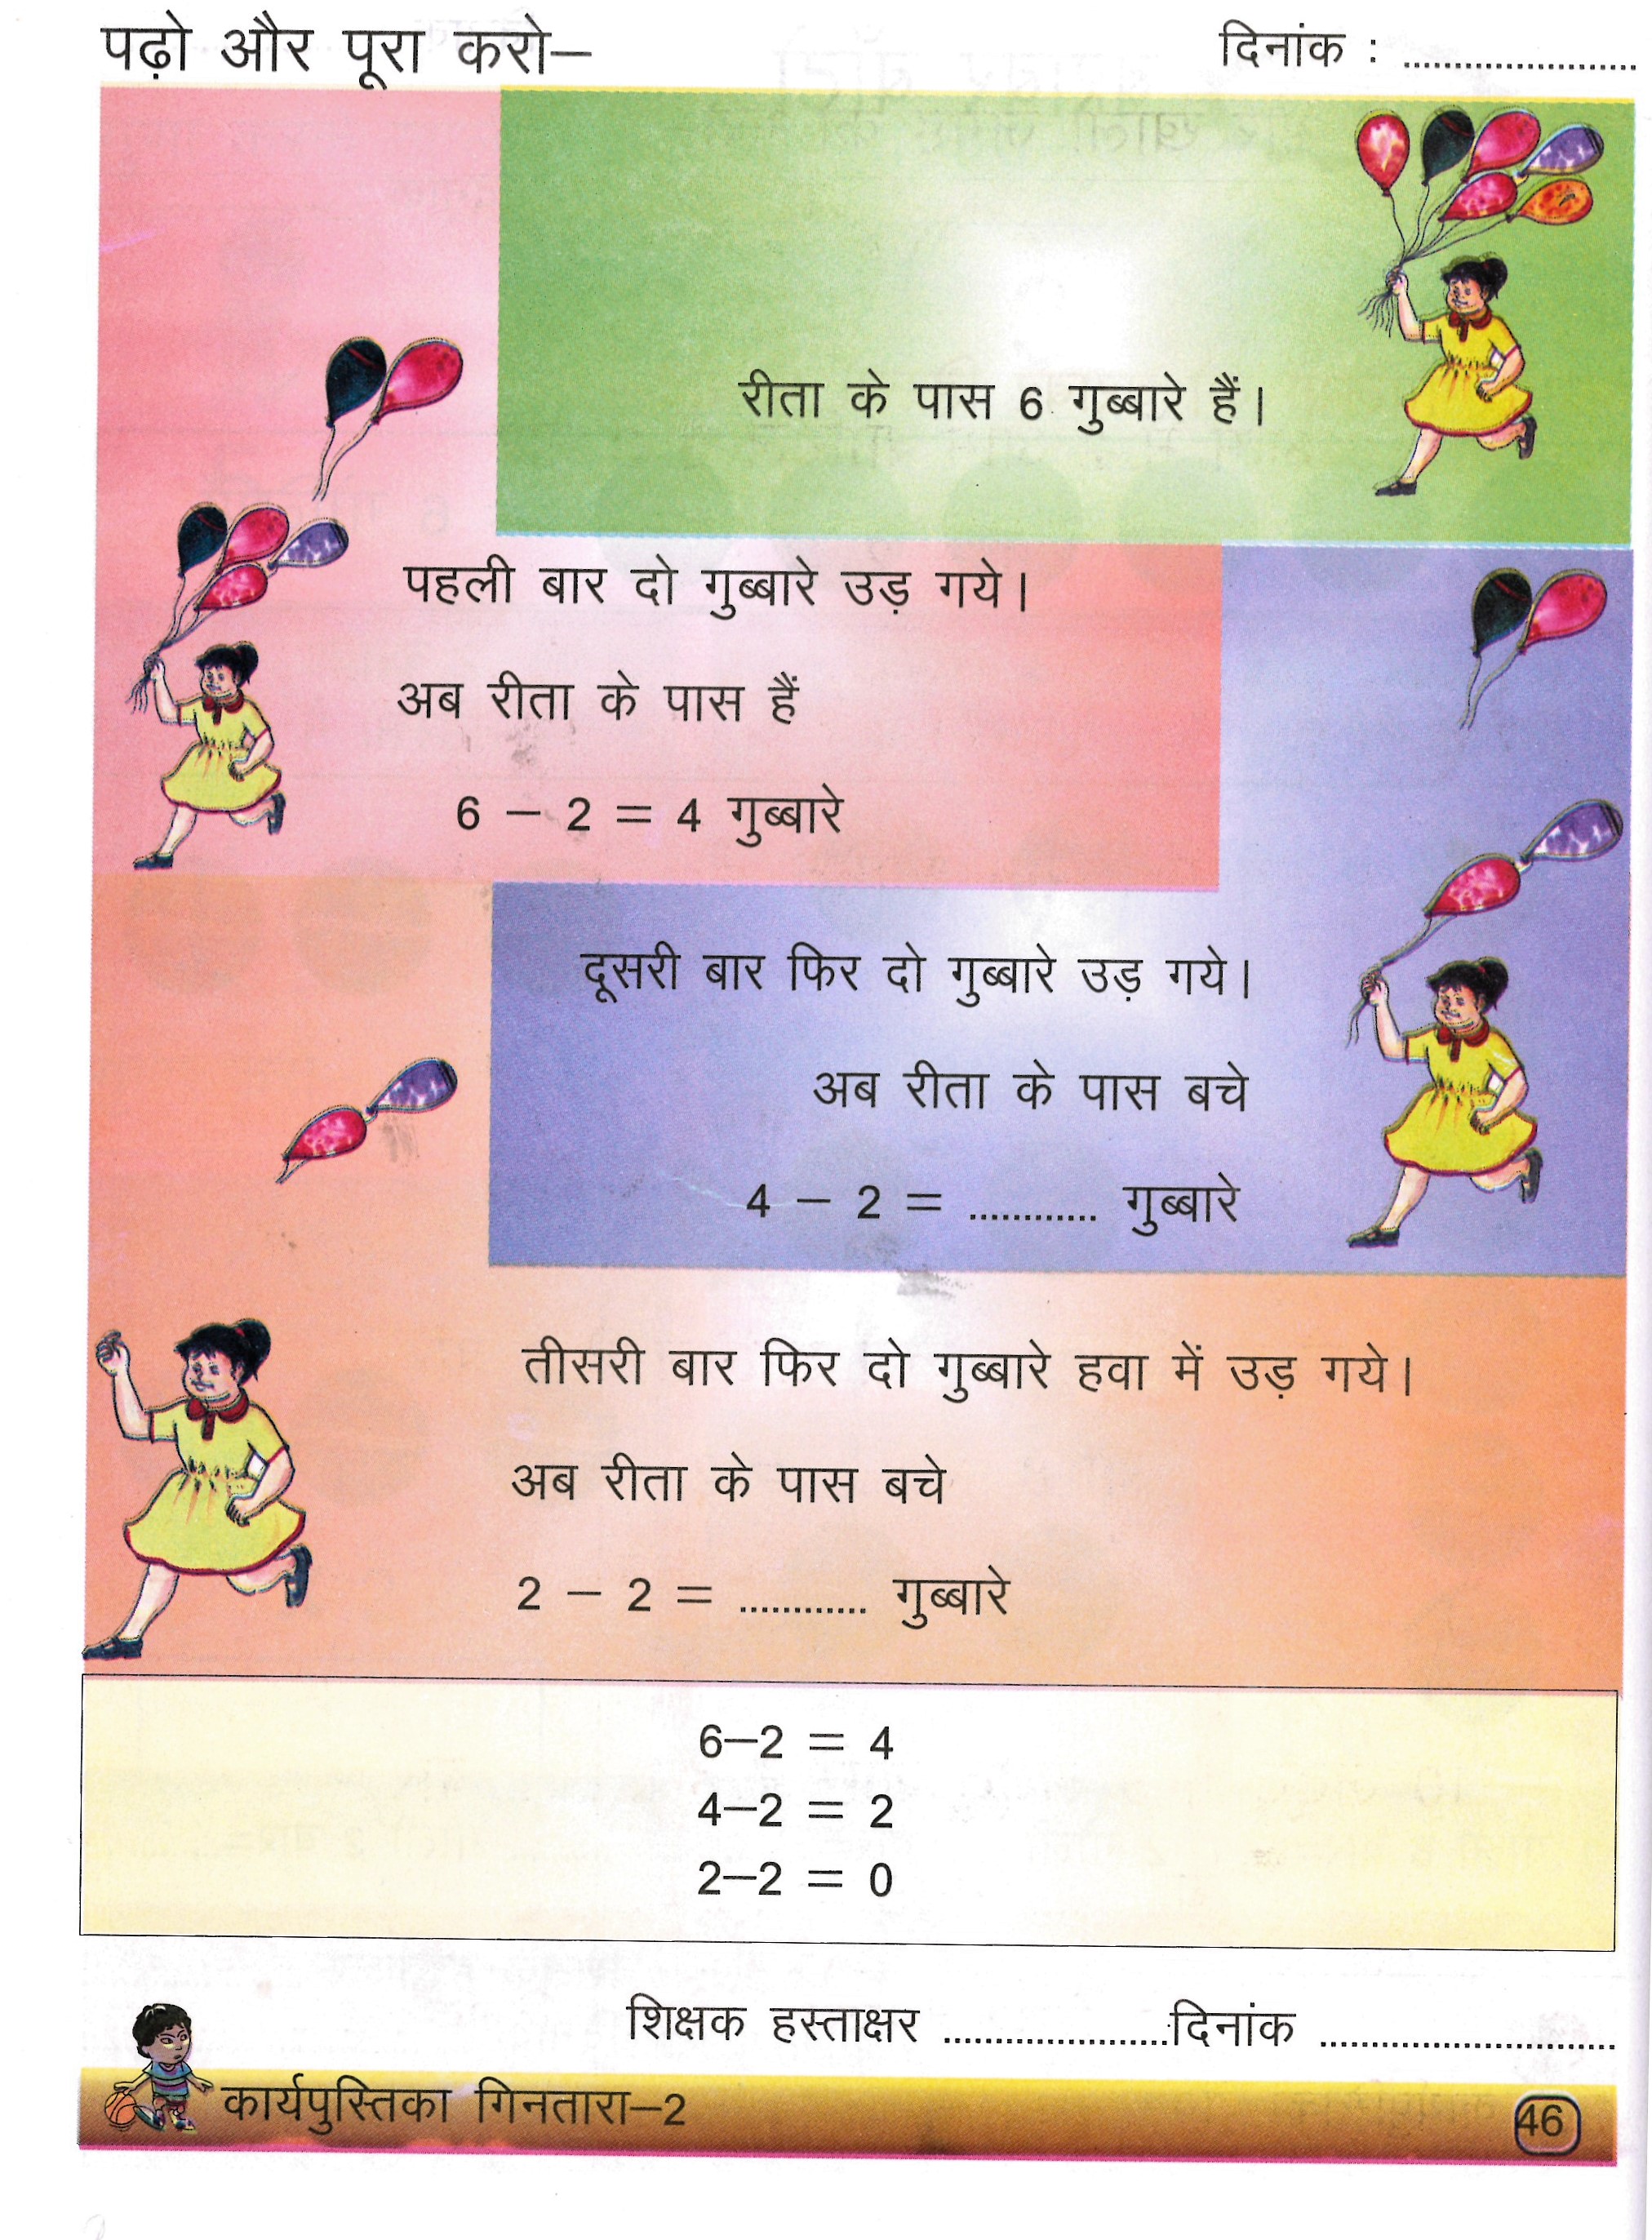 पढ़ो और पूरा करो–
दिनांक : ........................
रीता के पास 6 गुब्बारे हैं।
पहली बार दो गुब्बारे उड़ गये।
अब रीता के पास हैं
6 – 2 = 4 गुब्बारे
दूसरी बार फिर दो गुब्बारे उड़ गये।
अब रीता के पास बचे
4 – 2 = ............ गुब्बारे
तीसरी बार फिर दो गुब्बारे हवा में उड़ गये।
अब रीता के पास बचे
2 – 2 = ............ गुब्बारे
6–2 = 4
4–2 = 2
2–2 = 0
शिक्षक हस्ताक्षर ......................दिनांक ............................
कार्यपुस्तिका गिनतारा–2
46